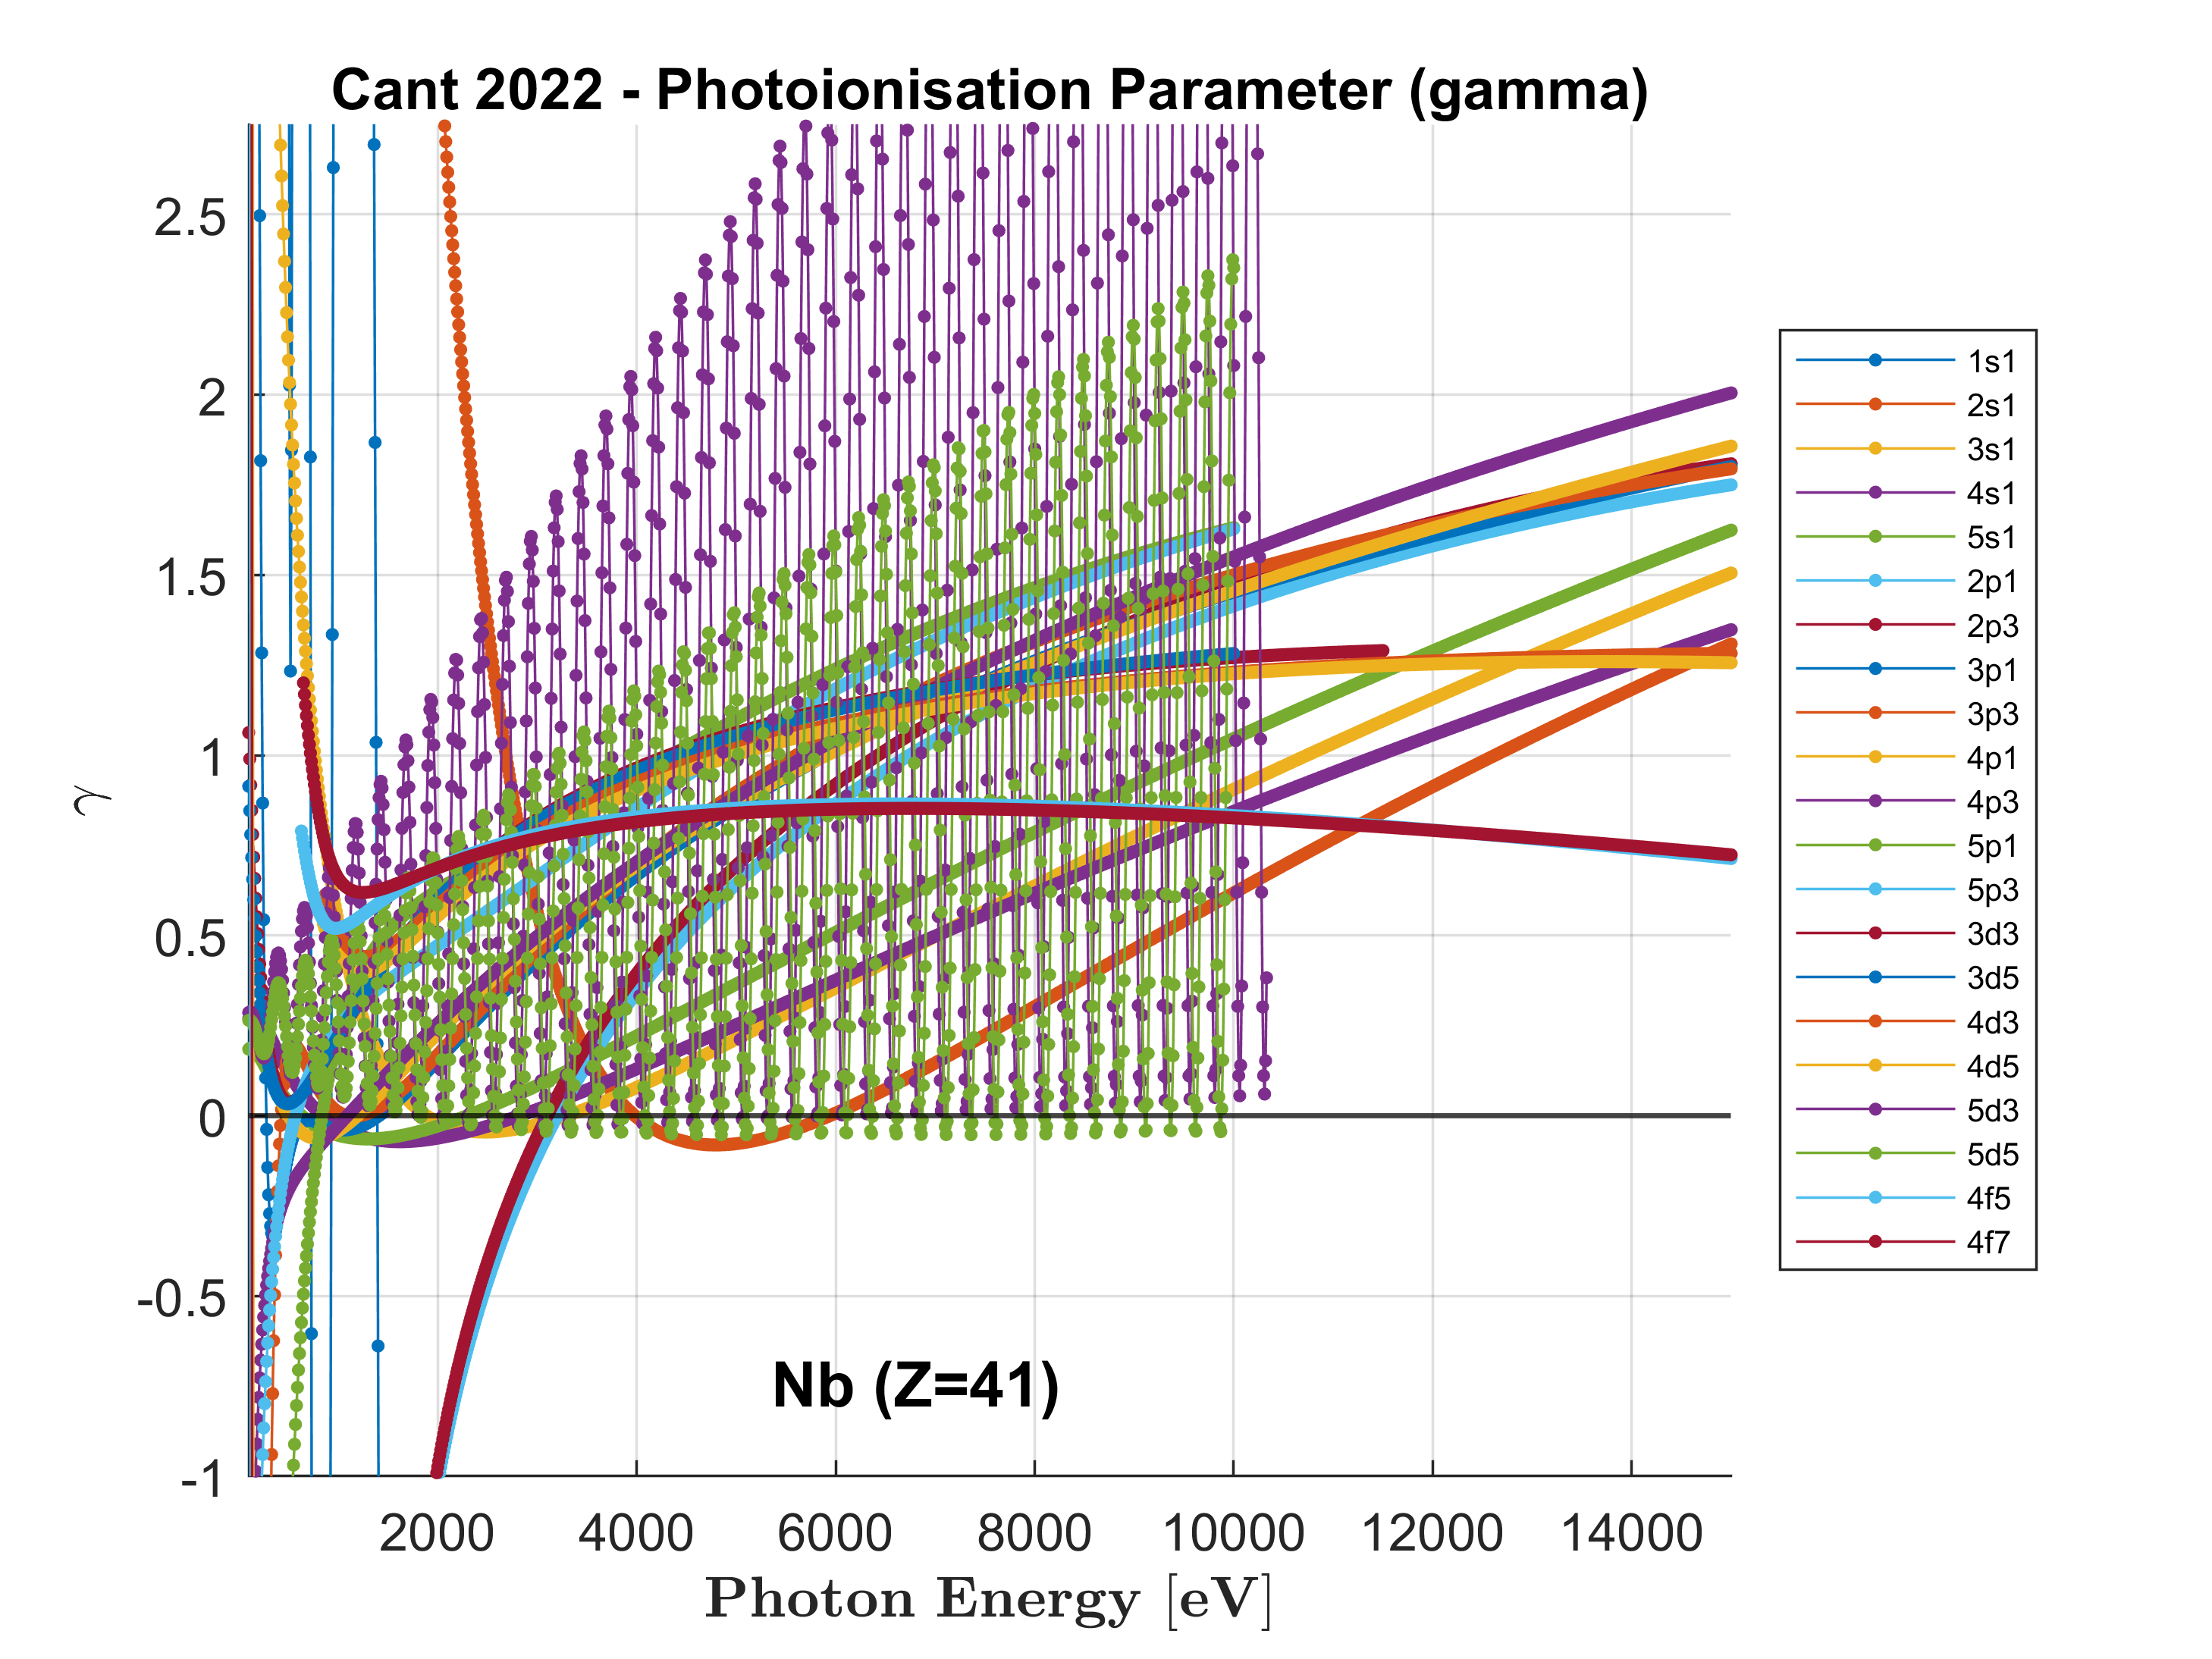 Cant 2022 - Photoionisation Parameter (gamma)
2.5
2
1.5
1
0.5
0
-0.5
-1
γ
2000 4000 6000 8000 10000 12000 14000
Photon Energy [eV]
Nb (Z=41)
1s1
2s1
3s1
4s1
5s1
2p1
2p3
3p1
3p3
4p1
4p3
5p1
5p3
3d3
3d5
4d3
4d5
5d3
5d5
4f5
4f7